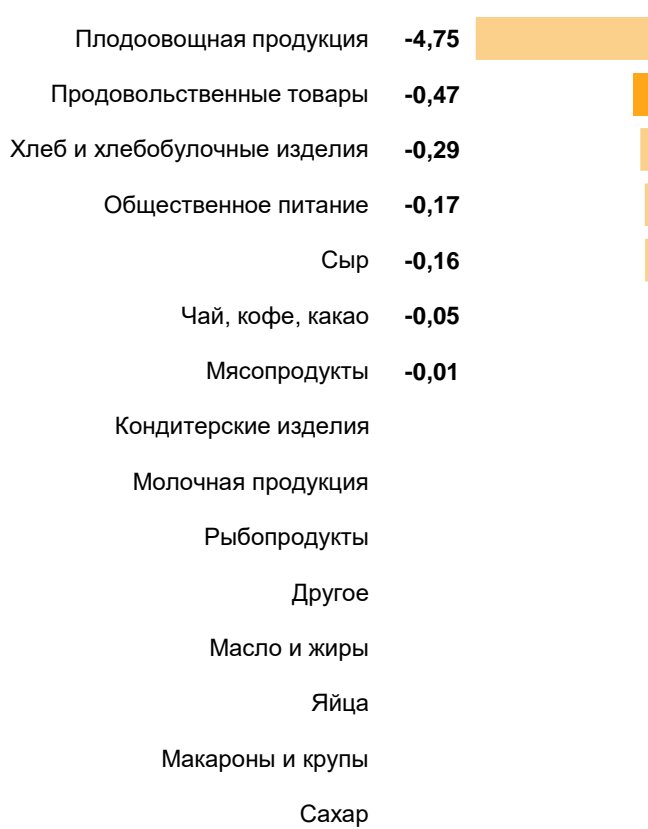 Плодоовощная продукция -4,75
Продовольственные товары -0,47
Хлеб и хлебобулочные изделия -0,29
Общественное питание -0,17
Сыр -0,16
Чай, кофе, какао -0,05
Мясопродукты -0,01
Кондитерские изделия
Молочная продукция
Рыбопродукты
Другое
Масло и жиры
Яйца
Макароны и крупы
Сахар